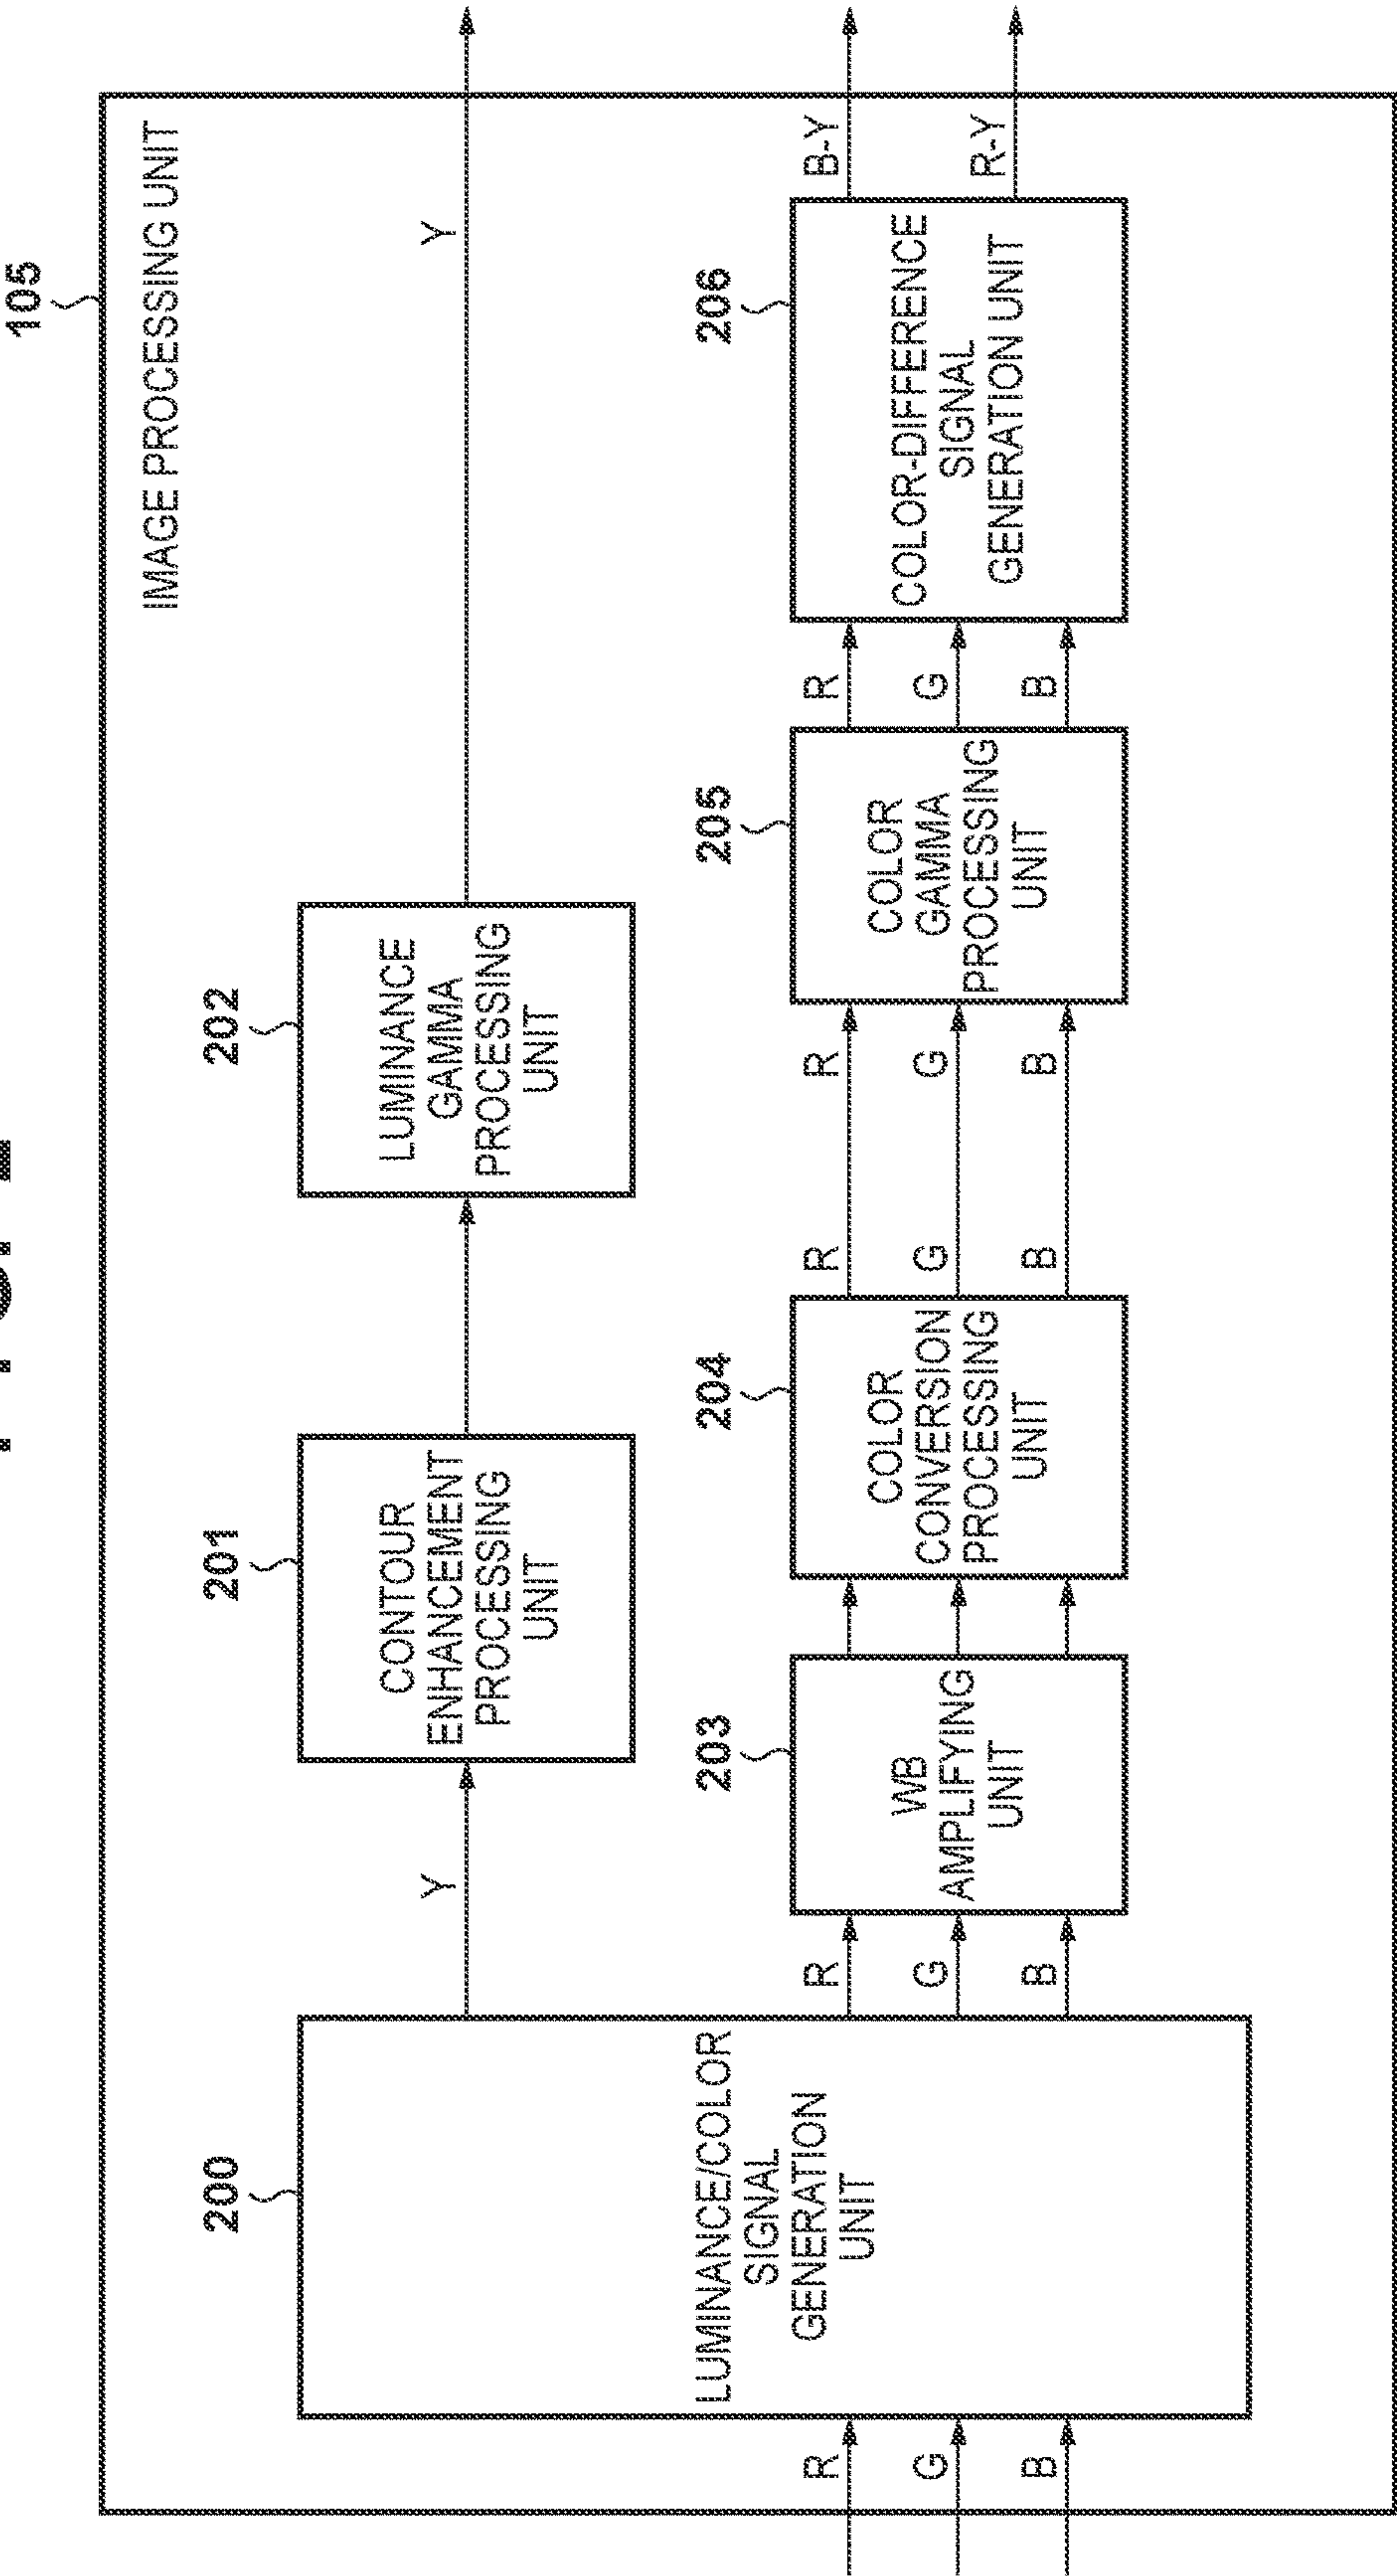 105
IMAGE PROCESSING UNIT
200
LUMINANCE/COLOR
SIGNAL
GENERATION
UNIT
R
G
B
Y
201
CONTOUR
ENHANCEMENT
PROCESSING
UNIT
202
LUMINANCE
GAMMA
PROCESSING
UNIT
Y
R
G
B
203
WB
AMPLIFYING
UNIT
204
COLOR
CONVERSION
PROCESSING
UNIT
R
G
B
R
G
B
205
COLOR
GAMMA
PROCESSING
UNIT
R
G
B
206
COLOR-DIFFERENCE
SIGNAL
GENERATION UNIT
B-Y
R-Y